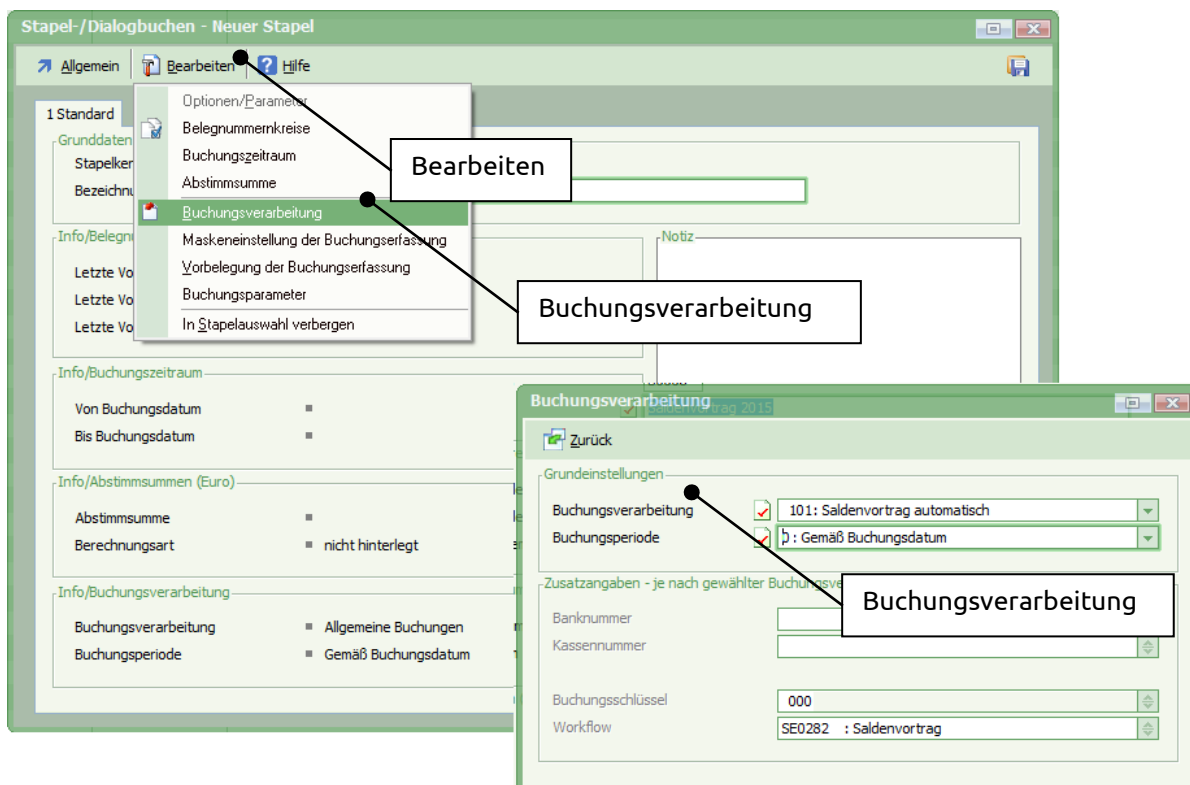 Stapel-/Dialogbuchen - Neuer Stapel
Allgemein Bearbeiten Hilfe
Optionen/Parameter
Belegnummernkreise
Buchungszeitraum
Abstimmsumme
Buchungsverarbeitung
Maskeneinstellung der Buchungserfassung
Vorbelegung der Buchungserfassung
Buchungsparameter
In Stapelauswahl verbergen
Bearbeiten
Buchungsverarbeitung
1 Standard
Grunddaten
Stapelken
Bezeichnu
Info/Belegnu
Letzte Vo
Letzte Vo
Letzte Vo
Notiz
Info/Buchungszeitraum
Von Buchungsdatum
Bis Buchungsdatum
Info/Abstimmsummen (Euro)
Abstimmsumme
Berechnungsart nicht hinterlegt
Info/Buchungsverarbeitung
Buchungsverarbeitung Allgemeine Buchungen
Buchungsperiode Gemäß Buchungsdatum
Buchungsverarbeitung
Saldenvortrag 2015
Zurück
Grundeinstellungen
Buchungsverarbeitung 101: Saldenvortrag automatisch
Buchungsperiode 0 : Gemäß Buchungsdatum
Zusatzangaben - je nach gewählter Buchungsve
Buchungsverarbeitung
Banknummer
Kassennummer
Buchungsschlüssel 000
Workflow SE0282 : Saldenvortrag